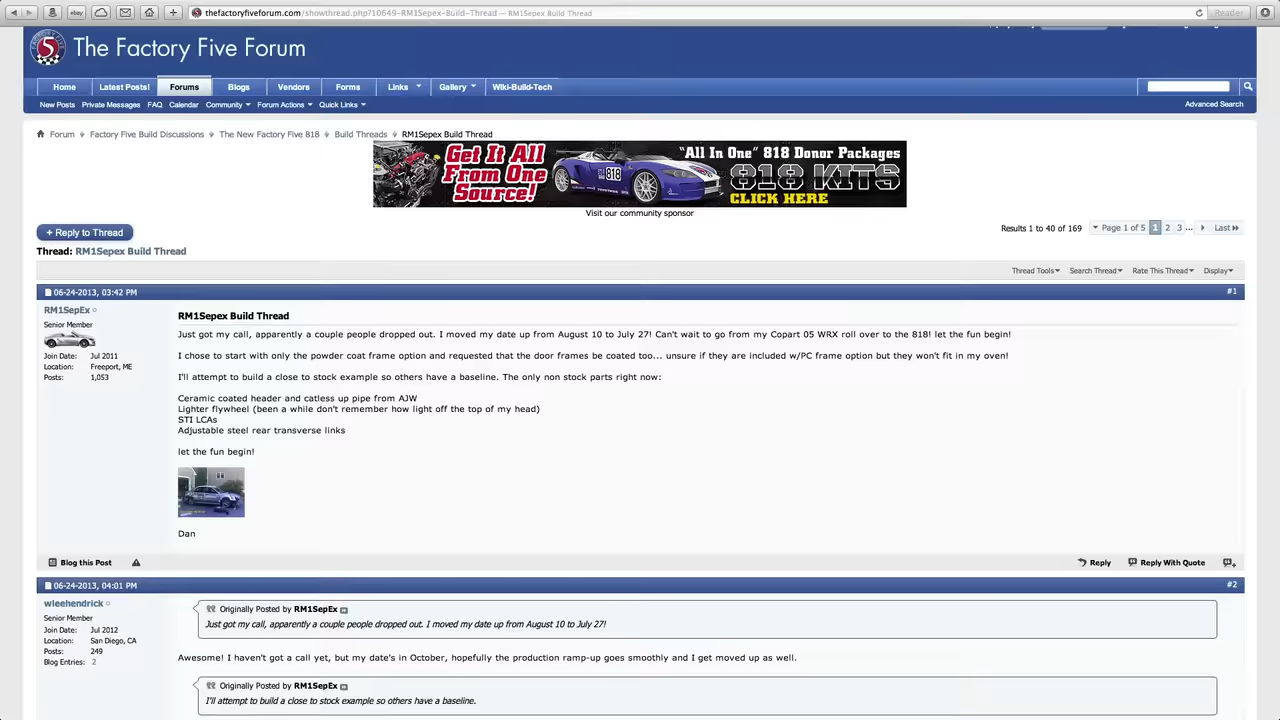 ebay
thefactoryfiveforum.com/showthread.php?10649-RM1Sepex-Build-Thread — RM1Sepex Build Thread
Reader
The Factory Five Forum
Home Latest Posts! Forums Blogs Vendors Forms Links Gallery Wiki-Build-Tech
New Posts Private Messages FAQ Calendar Community Forum Actions Quick Links
Advanced Search
Forum Factory Five Build Discussions The New Factory Five 818 Build Threads RM1Sepex Build Thread
Get It All
From One
Source!
818
"All In One" 818 Donor Packages
818 KITS
CLICK HERE
Visit our community sponsor
+ Reply to Thread
Results 1 to 40 of 169
Page 1 of 5 1 2 3 ... Last
Thread: RM1Sepex Build Thread
Thread Tools Search Thread Rate This Thread Display
06-24-2013, 03:42 PM #1
RM1SepEx
Senior Member
Join Date: Jul 2011
Location: Freeport, ME
Posts: 1,053
RM1Sepex Build Thread
Just got my call, apparently a couple people dropped out. I moved my date up from August 10 to July 27! Can't wait to go from my Copart 05 WRX roll over to the 818! let the fun begin!
I chose to start with only the powder coat frame option and requested that the door frames be coated too... unsure if they are included w/PC frame option but they won't fit in my oven!
I'll attempt to build a close to stock example so others have a baseline. The only non stock parts right now:
Ceramic coated header and catless up pipe from AJW
Lighter flywheel (been a while don't remember how light off the top of my head)
STI LCAs
Adjustable steel rear transverse links
let the fun begin!
Dan
Blog this Post
Reply Reply With Quote
06-24-2013, 04:01 PM #2
wleehendrick
Senior Member
Join Date: Jul 2012
Location: San Diego, CA
Posts: 249
Blog Entries: 2
Originally Posted by RM1SepEx
Just got my call, apparently a couple people dropped out. I moved my date up from August 10 to July 27!
Awesome! I haven't got a call yet, but my date's in October, hopefully the production ramp-up goes smoothly and I get moved up as well.
Originally Posted by RM1SepEx
I'll attempt to build a close to stock example so others have a baseline.